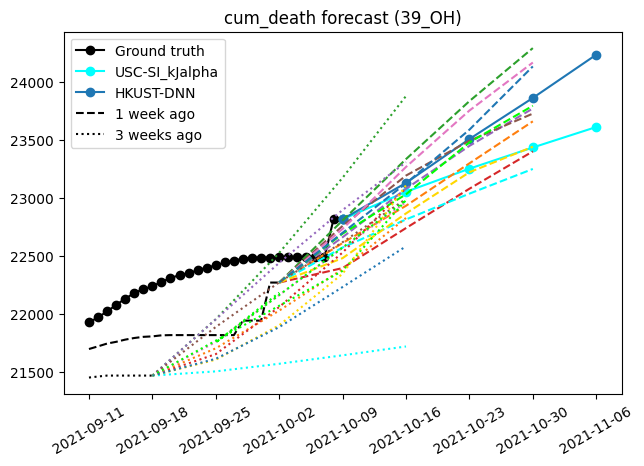 cum_death forecast (39_OH)
Ground truth
USC-SI_kJalpha
HKUST-DNN
1 week ago
3 weeks ago
24000
23500
23000
22500
22000
21500
2021-09-11
2021-09-18
2021-09-25
2021-10-02
2021-10-09
2021-10-16
2021-10-23
2021-10-30
2021-11-06